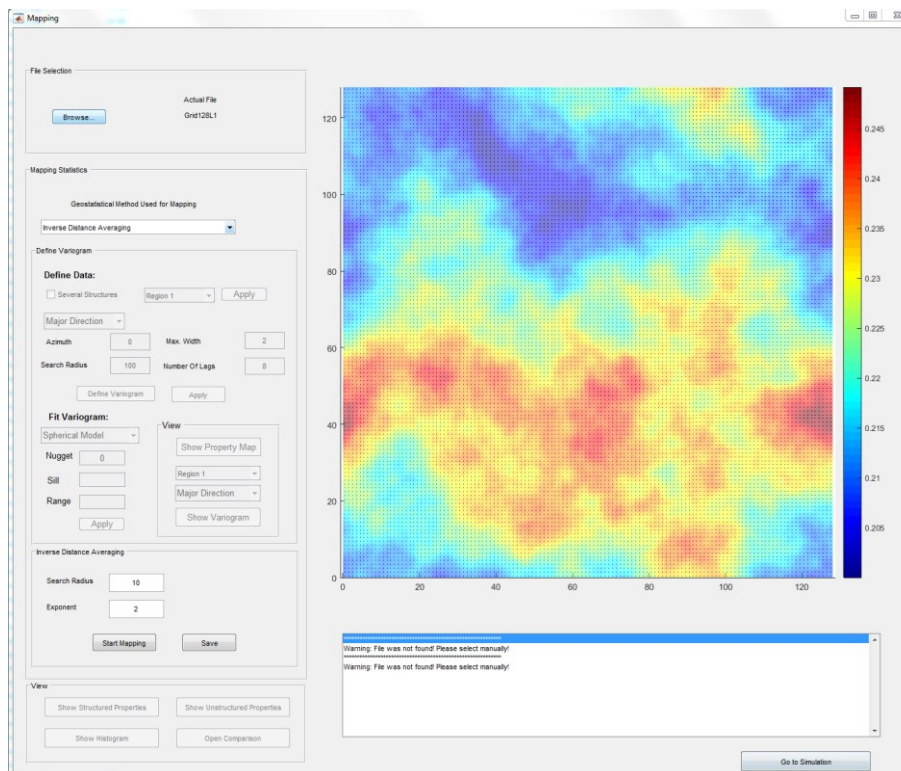 Mapping
File Selection
Actual File
Browse...
Grid128L1
Mapping Statistics
Geostatistical Method Used for Mapping
Inverse Distance Averaging
Define Variogram
Define Data:
Several Structures
Region 1
Apply
Major Direction
Azimuth
0
Max. Width
2
Search Radius
100
Number Of Lags
8
Define Variogram
Apply
Fit Variogram:
Spherical Model
Nugget
0
Sill
Range
Apply
View
Show Property Map
Region 1
Major Direction
Show Variogram
Inverse Distance Averaging
Search Radius
10
Exponent
2
Start Mapping
Save
View
Show Structured Properties
Show Unstructured Properties
Show Histogram
Open Comparison
120
100
80
60
40
20
0
0
20
40
60
80
100
120
0.245
0.24
0.235
0.23
0.225
0.22
0.215
0.21
0.205
Warning: File was not found! Please select manually!
Warning: File was not found! Please select manually!
Go to Simulation